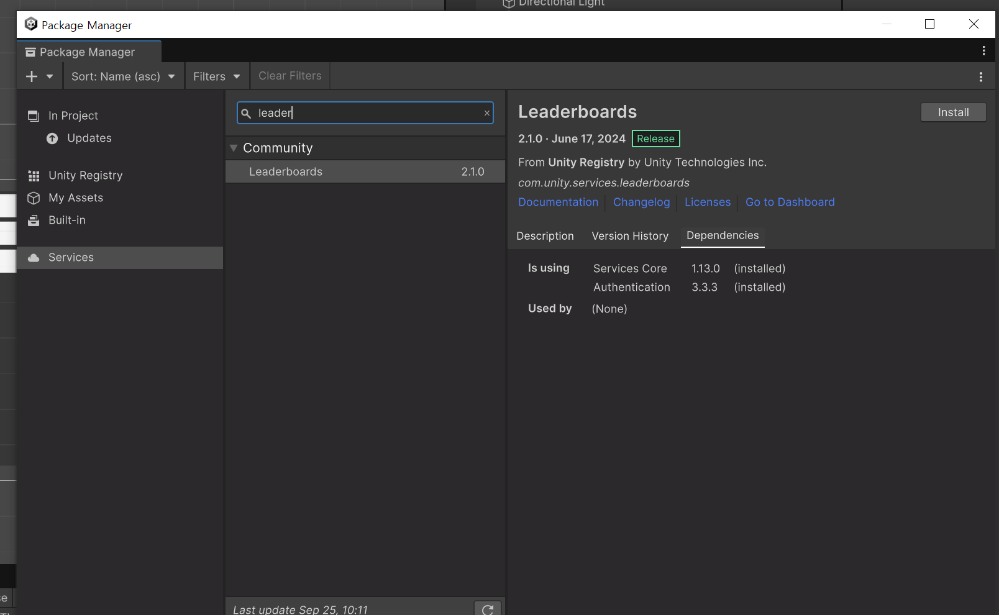 Directional Light
Package Manager
Package Manager
Sort: Name (asc)
Filters
Clear Filters
In Project
Updates
Unity Registry
My Assets
Built-in
Services
leader
Community
Leaderboards 2.1.0
Leaderboards
Install
2.1.0 · June 17, 2024 Release
From Unity Registry by Unity Technologies Inc.
com.unity.services.leaderboards
Documentation Changelog Licenses Go to Dashboard
Description Version History Dependencies
Is using Services Core 1.13.0 (installed)
Authentication 3.3.3 (installed)
Used by (None)
Last update Sep 25, 10:11